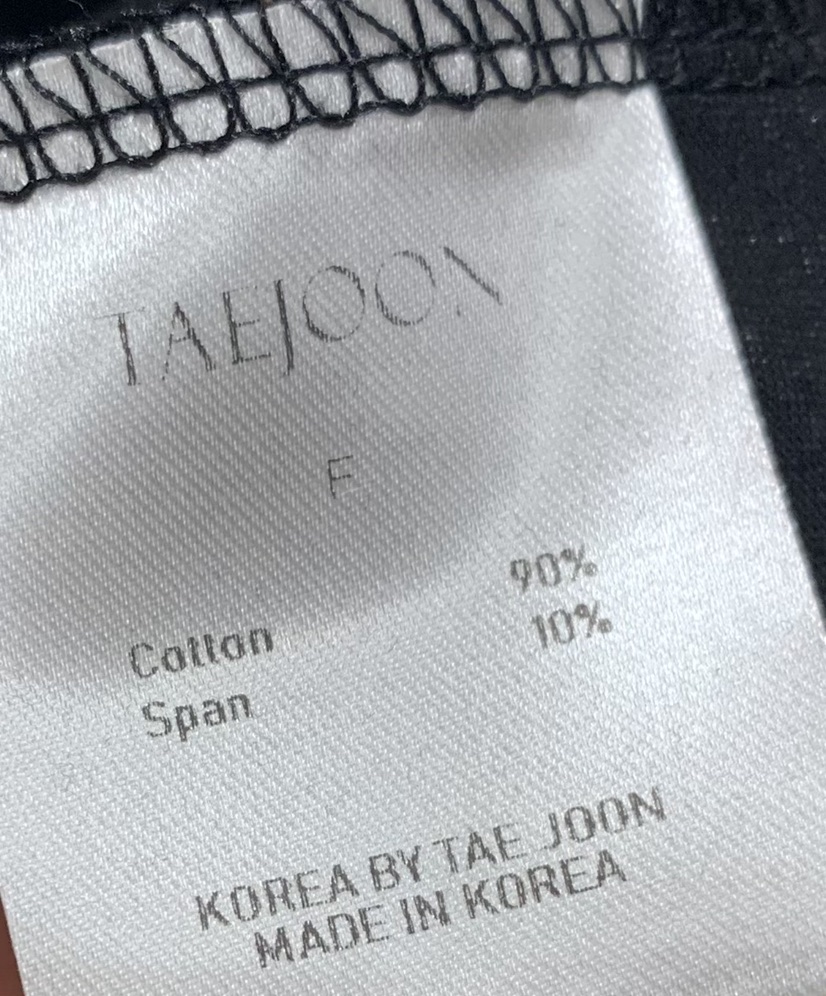 TAEJOON
F
Cotton 90%
Span 10%
KOREA BY TAE JOON
MADE IN KOREA